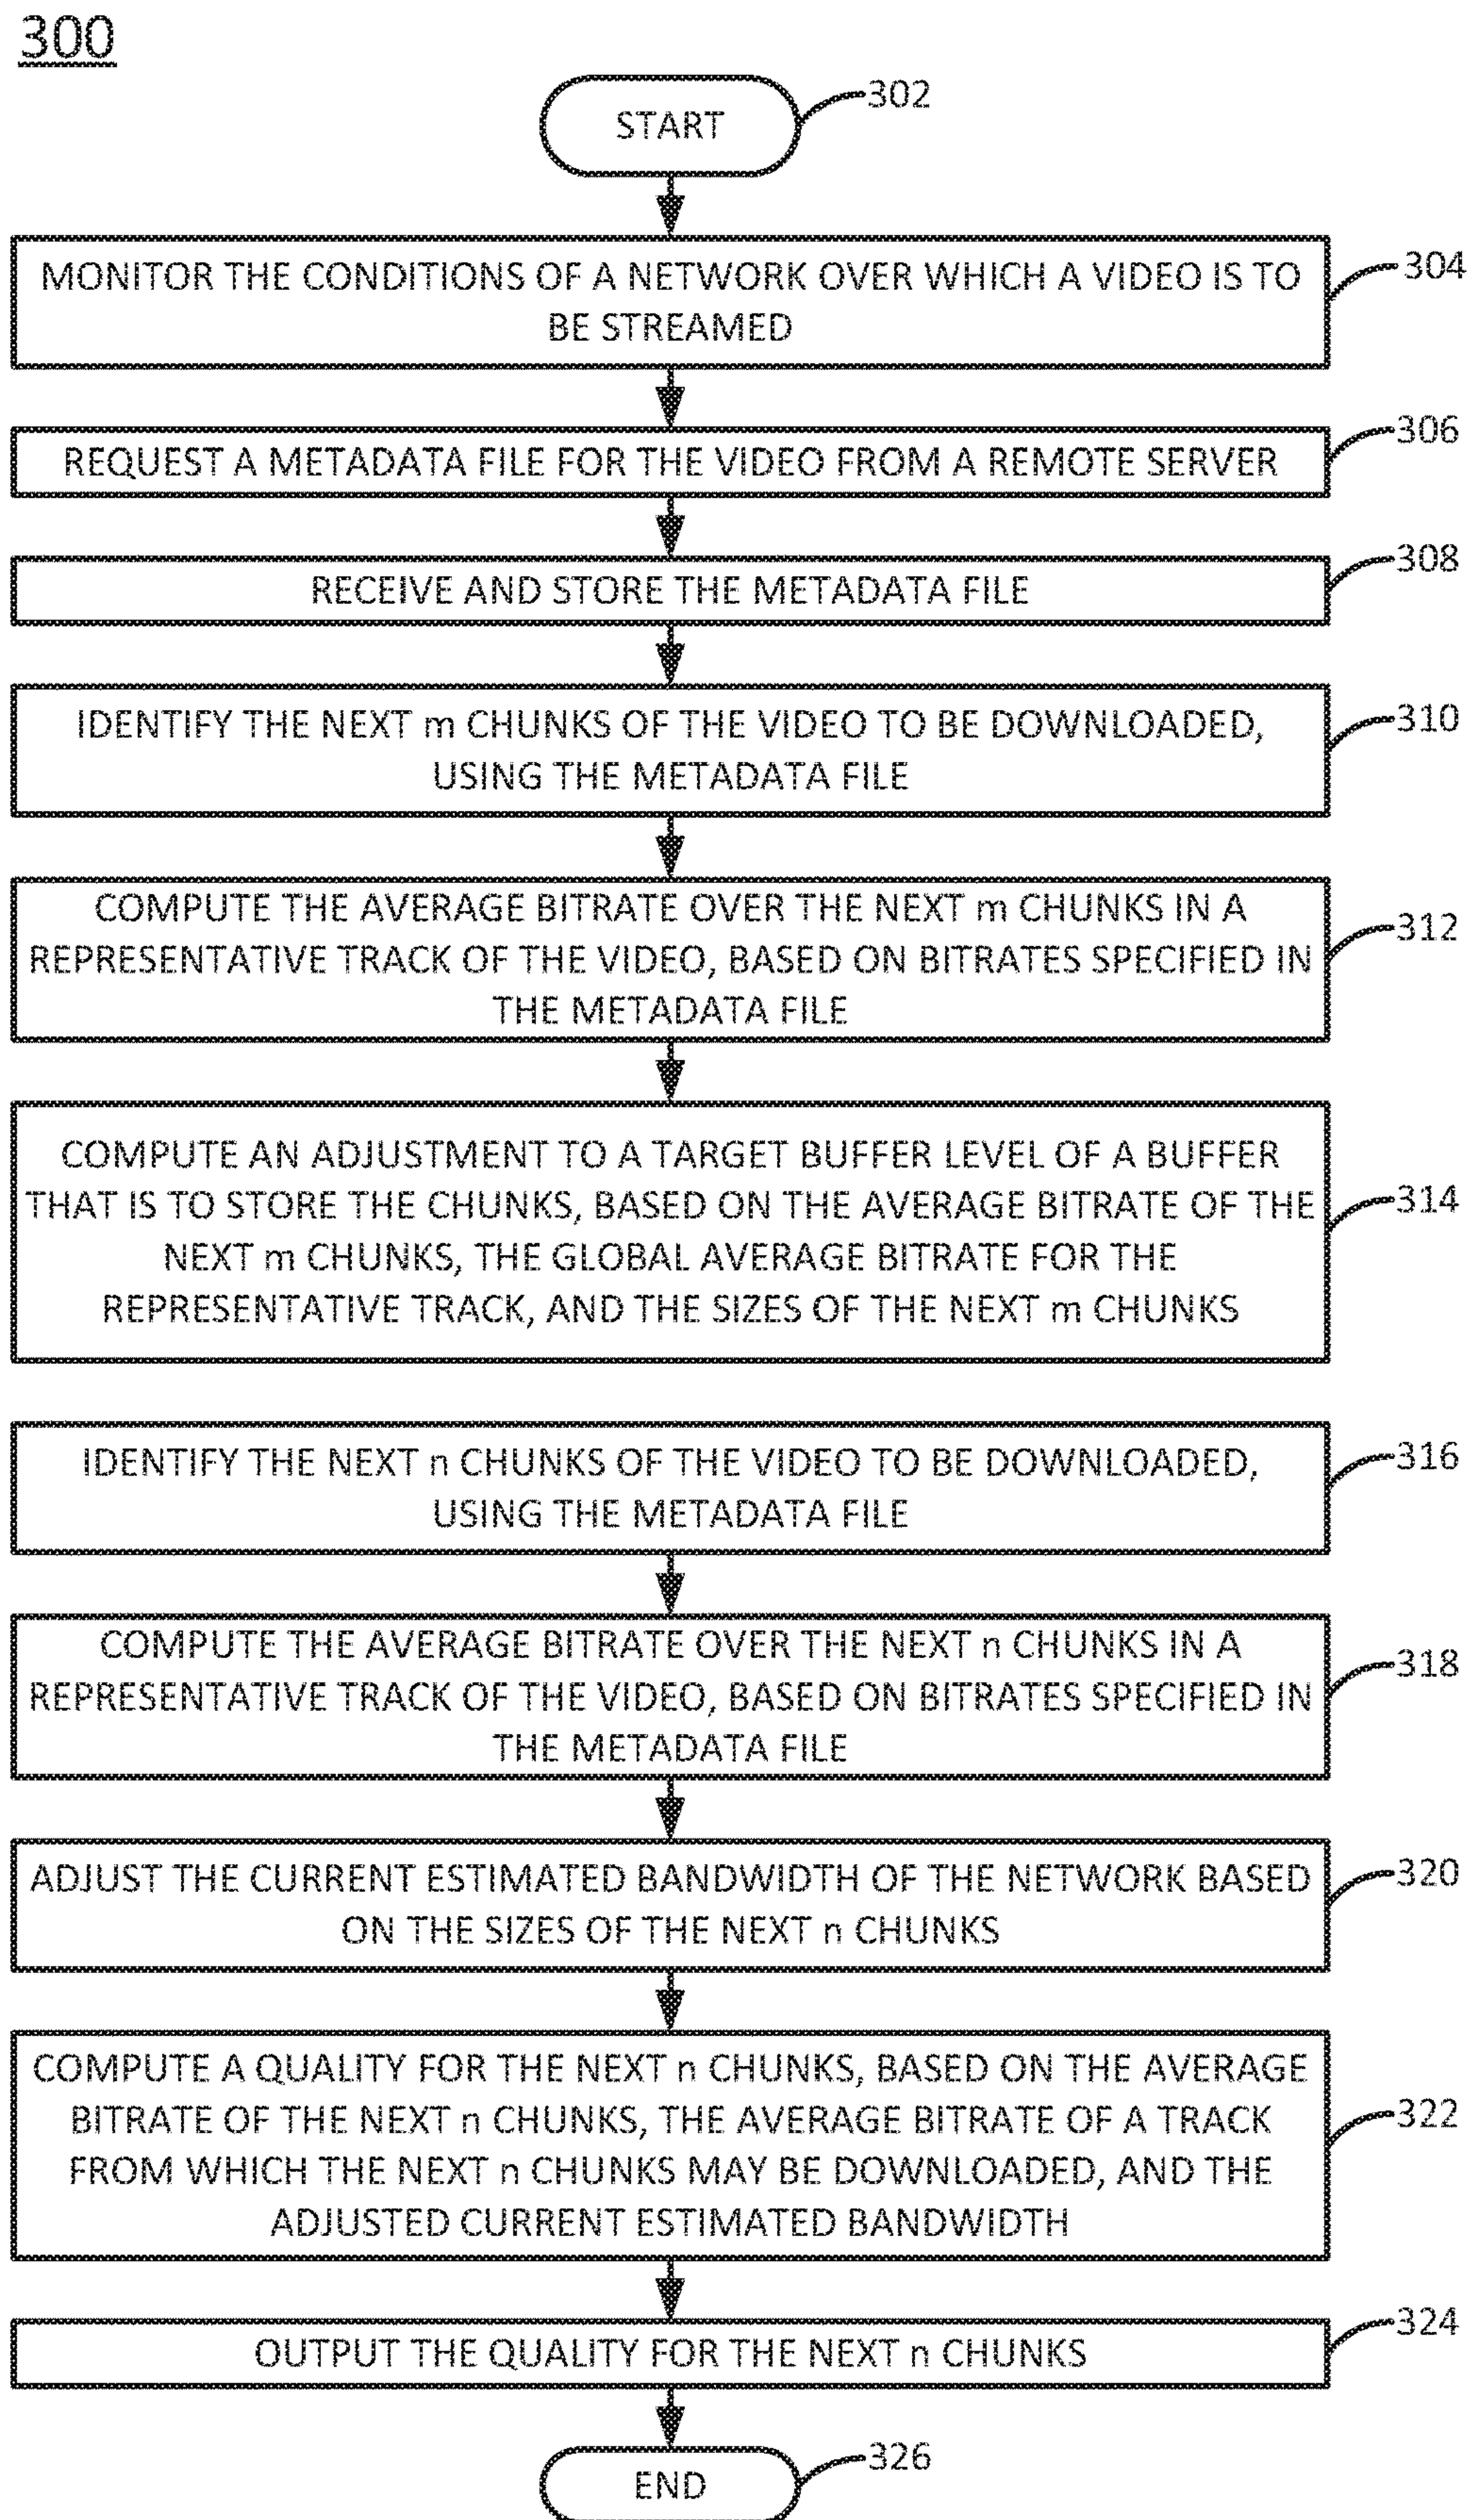 300
START
302
MONITOR THE CONDITIONS OF A NETWORK OVER WHICH A VIDEO IS TO
BE STREAMED
304
REQUEST A METADATA FILE FOR THE VIDEO FROM A REMOTE SERVER
306
RECEIVE AND STORE THE METADATA FILE
308
IDENTIFY THE NEXT m CHUNKS OF THE VIDEO TO BE DOWNLOADED,
USING THE METADATA FILE
310
COMPUTE THE AVERAGE BITRATE OVER THE NEXT m CHUNKS IN A
REPRESENTATIVE TRACK OF THE VIDEO, BASED ON BITRATES SPECIFIED IN
THE METADATA FILE
312
COMPUTE AN ADJUSTMENT TO A TARGET BUFFER LEVEL OF A BUFFER
THAT IS TO STORE THE CHUNKS, BASED ON THE AVERAGE BITRATE OF THE
NEXT m CHUNKS, THE GLOBAL AVERAGE BITRATE FOR THE
REPRESENTATIVE TRACK, AND THE SIZES OF THE NEXT m CHUNKS
314
IDENTIFY THE NEXT n CHUNKS OF THE VIDEO TO BE DOWNLOADED,
USING THE METADATA FILE
316
COMPUTE THE AVERAGE BITRATE OVER THE NEXT n CHUNKS IN A
REPRESENTATIVE TRACK OF THE VIDEO, BASED ON BITRATES SPECIFIED IN
THE METADATA FILE
318
ADJUST THE CURRENT ESTIMATED BANDWIDTH OF THE NETWORK BASED
ON THE SIZES OF THE NEXT n CHUNKS
320
COMPUTE A QUALITY FOR THE NEXT n CHUNKS, BASED ON THE AVERAGE
BITRATE OF THE NEXT n CHUNKS, THE AVERAGE BITRATE OF A TRACK
FROM WHICH THE NEXT n CHUNKS MAY BE DOWNLOADED, AND THE
ADJUSTED CURRENT ESTIMATED BANDWIDTH
322
OUTPUT THE QUALITY FOR THE NEXT n CHUNKS
324
END
326